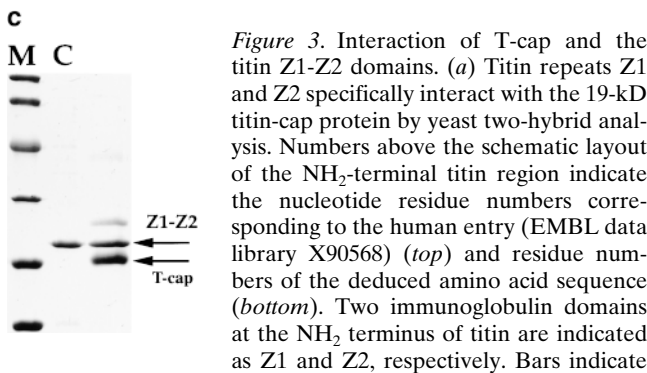 c
M C
Z1-Z2
T-cap
Figure 3. Interaction of T-cap and the
titin Z1-Z2 domains. (a) Titin repeats Z1
and Z2 specifically interact with the 19-kD
titin-cap protein by yeast two-hybrid anal-
ysis. Numbers above the schematic layout
of the NH2-terminal titin region indicate
the nucleotide residue numbers corre-
sponding to the human entry (EMBL data
library X90568) (top) and residue num-
bers of the deduced amino acid sequence
(bottom). Two immunoglobulin domains
at the NH2 terminus of titin are indicated
as Z1 and Z2, respectively. Bars indicate